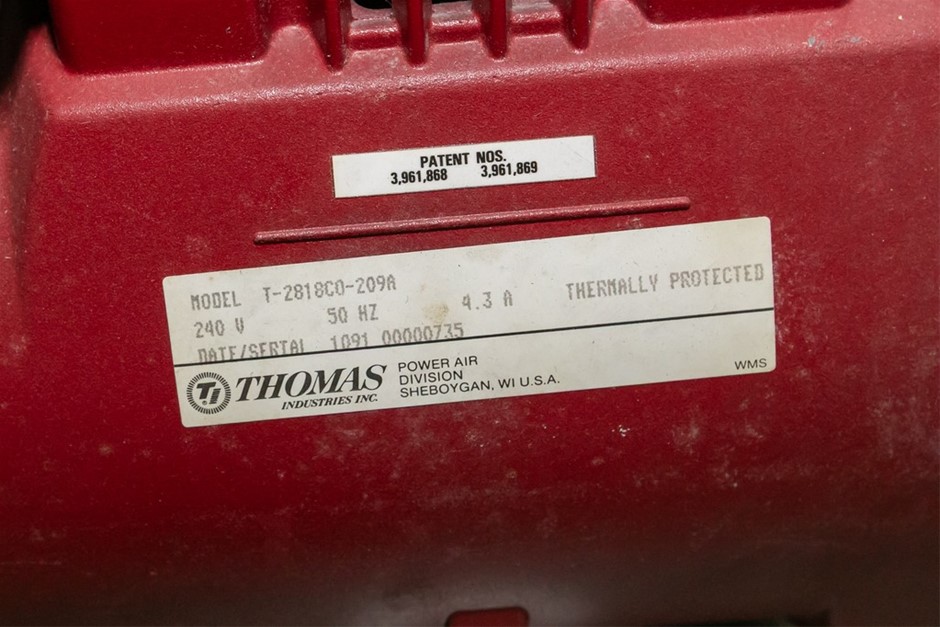 PATENT NOS.
3,961,868 3,961,869
MODEL T-2818CO-209A
240 V 50 HZ 4.3 A THERMALLY PROTECTED
DATE/SERIAL 1091 00000735
TI THOMAS
INDUSTRIES INC.
POWER AIR
DIVISION
SHEBOYGAN, WI U.S.A.
WMS